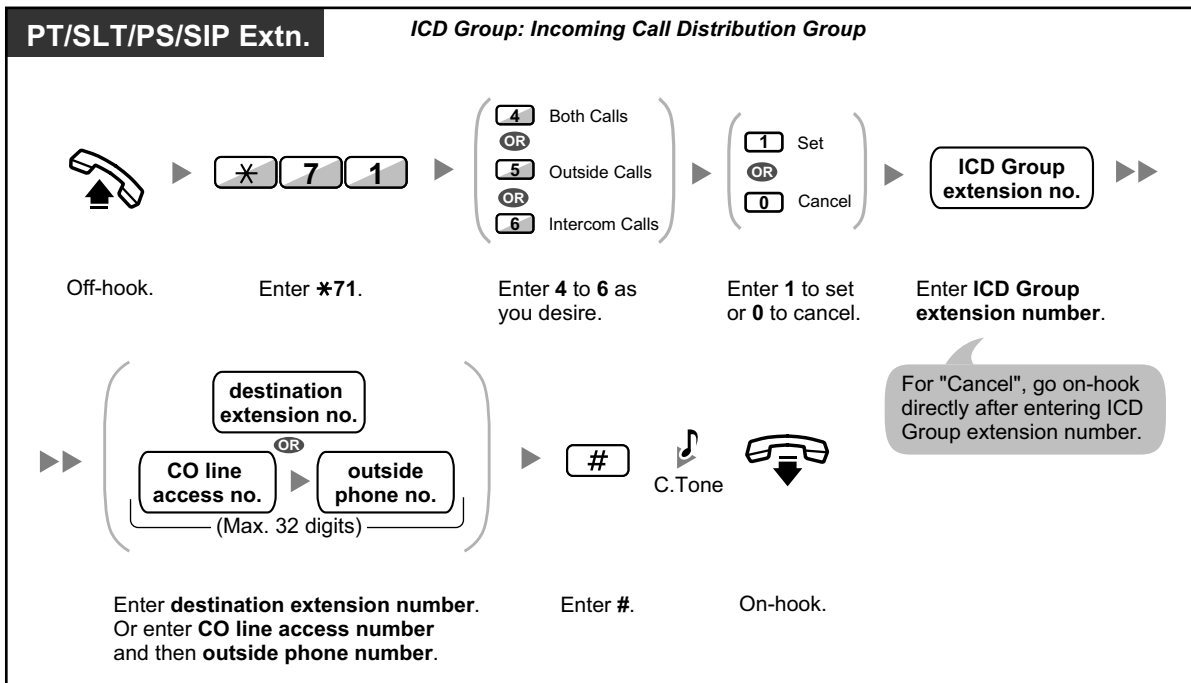 PT/SLT/PS/SIP Extn.
ICD Group: Incoming Call Distribution Group
4 Both Calls
OR
5 Outside Calls
OR
6 Intercom Calls
1 Set
OR
0 Cancel
ICD Group
extension no.
* 7 1
Off-hook.
Enter *71.
Enter 4 to 6 as
you desire.
Enter 1 to set
or 0 to cancel.
Enter ICD Group
extension number.
For "Cancel", go on-hook
directly after entering ICD
Group extension number.
destination
extension no.
OR
CO line
access no.
outside
phone no.
(Max. 32 digits)
#
C.Tone
Enter destination extension number.
Or enter CO line access number
and then outside phone number.
Enter #.
On-hook.